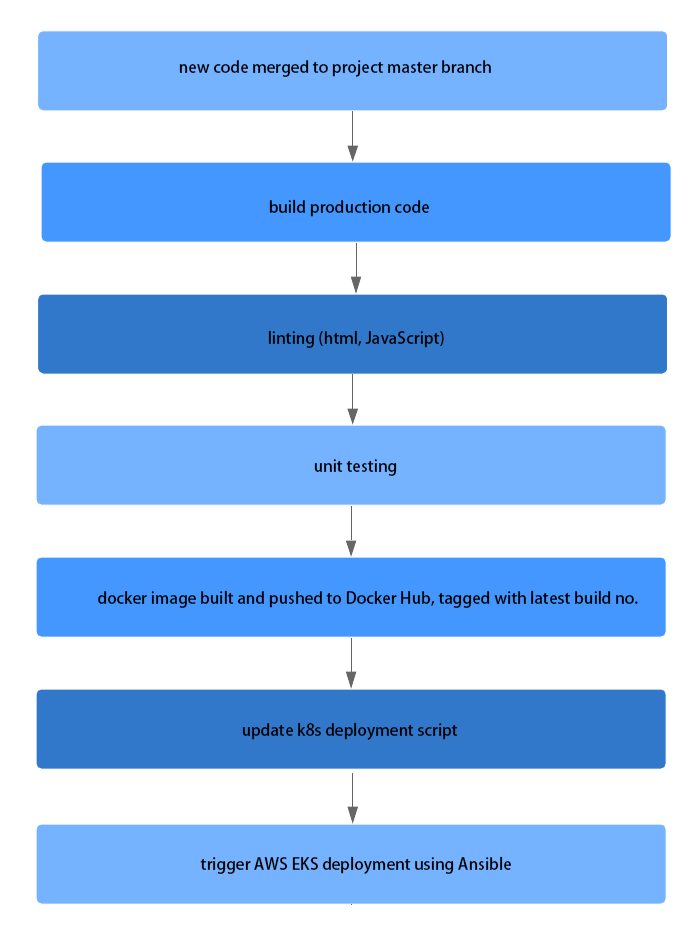 new code merged to project master branch
build production code
linting (html, JavaScript)
unit testing
docker image built and pushed to Docker Hub, tagged with latest build no.
update k8s deployment script
trigger AWS EKS deployment using Ansible